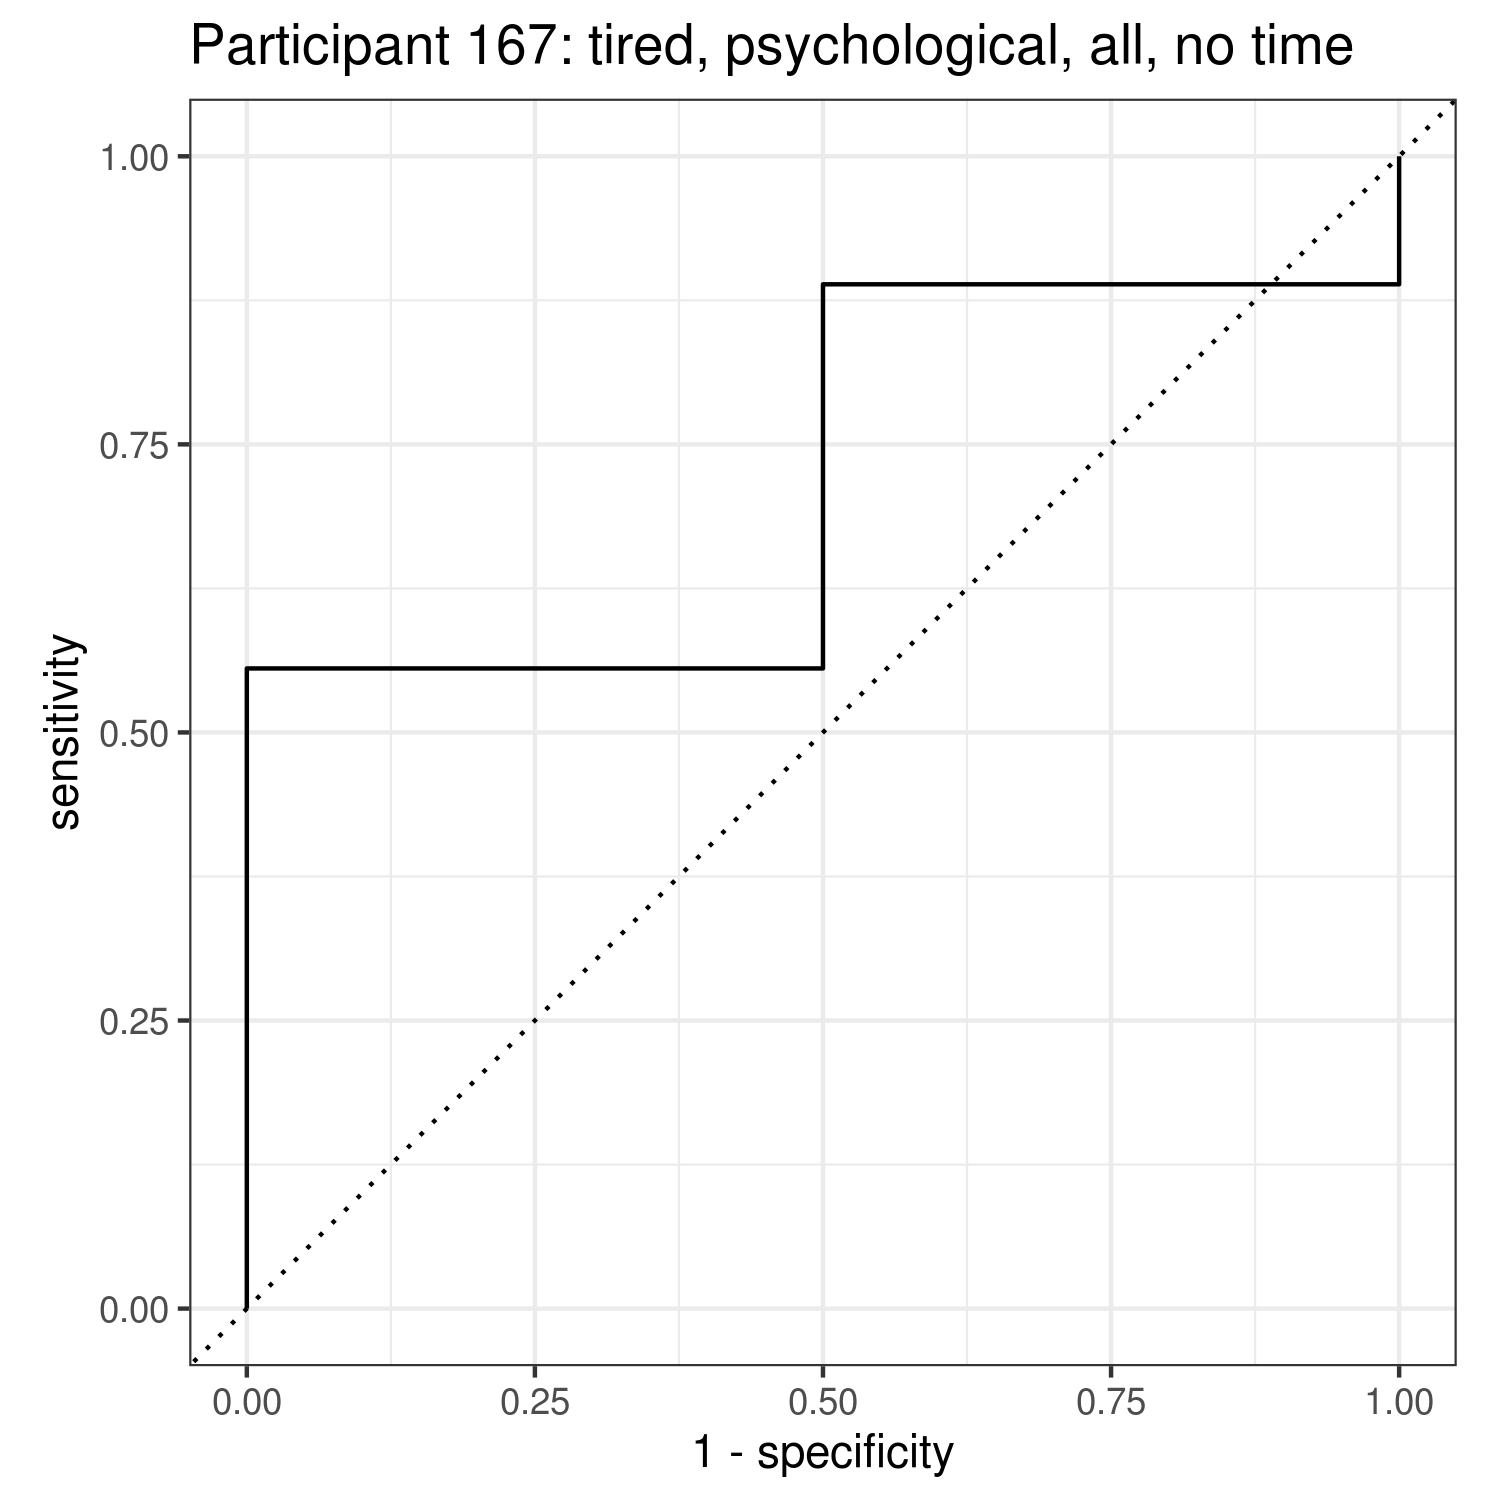 Participant 167: tired, psychological, all, no time
1.00
0.75
0.50
0.25
0.00
sensitivity
0.00 0.25 0.50 0.75 1.00
1 - specificity